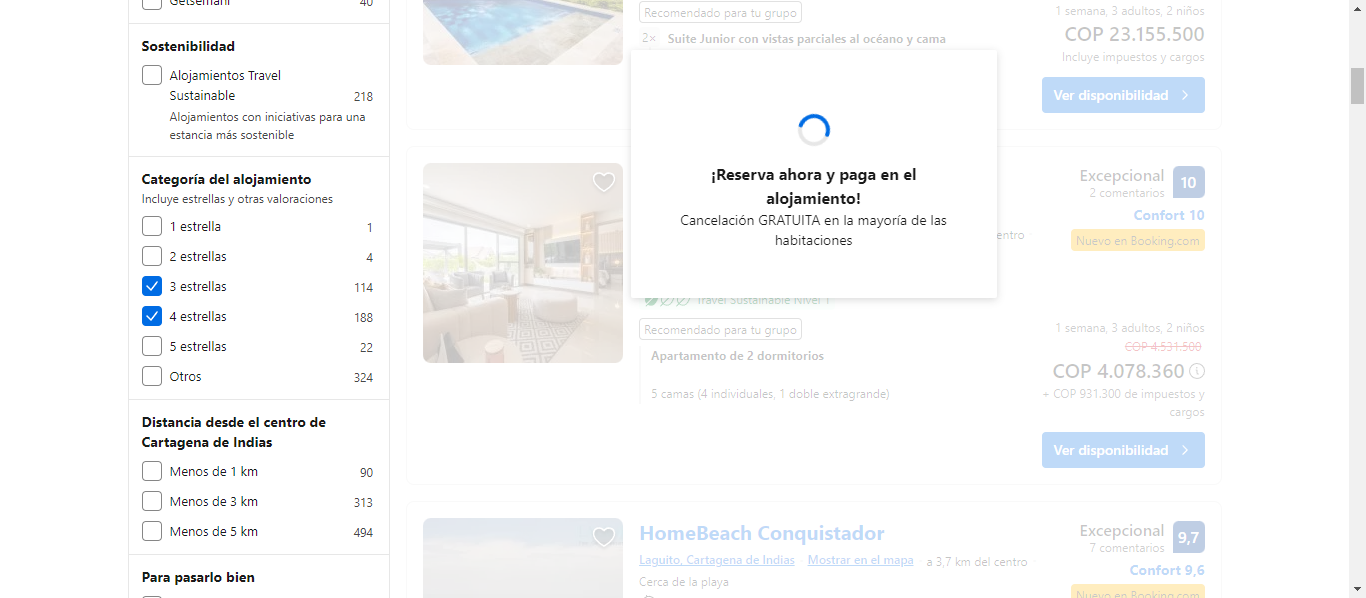 Getsemaní 40
Sostenibilidad
Alojamientos Travel
Sustainable 218
Alojamientos con iniciativas para una
estancia más sostenible
Categoría del alojamiento
Incluye estrellas y otras valoraciones
1 estrella 1
2 estrellas 4
3 estrellas 114
4 estrellas 188
5 estrellas 22
Otros 324
Distancia desde el centro de
Cartagena de Indias
Menos de 1 km 90
Menos de 3 km 313
Menos de 5 km 494
Para pasarlo bien
Recomendado para tu grupo
2× Suite Junior con vistas parciales al océano y cama
1 semana, 3 adultos, 2 niños
COP 23.155.500
Incluye impuestos y cargos
Ver disponibilidad
¡Reserva ahora y paga en el
alojamiento!
Cancelación GRATUITA en la mayoría de las
habitaciones
Excepcional 10
2 comentarios
Confort 10
entro
Nuevo en Booking.com
Travel Sustainable Nivel 1
Recomendado para tu grupo
Apartamento de 2 dormitorios
5 camas (4 individuales, 1 doble extragrande)
1 semana, 3 adultos, 2 niños
COP 4.531.500
COP 4.078.360
+ COP 931.300 de impuestos y
cargos
Ver disponibilidad
HomeBeach Conquistador
Laguito, Cartagena de Indias Mostrar en el mapa a 3,7 km del centro
Cerca de la playa
Excepcional 9,7
7 comentarios
Confort 9,6
Nuevo en Booking.com